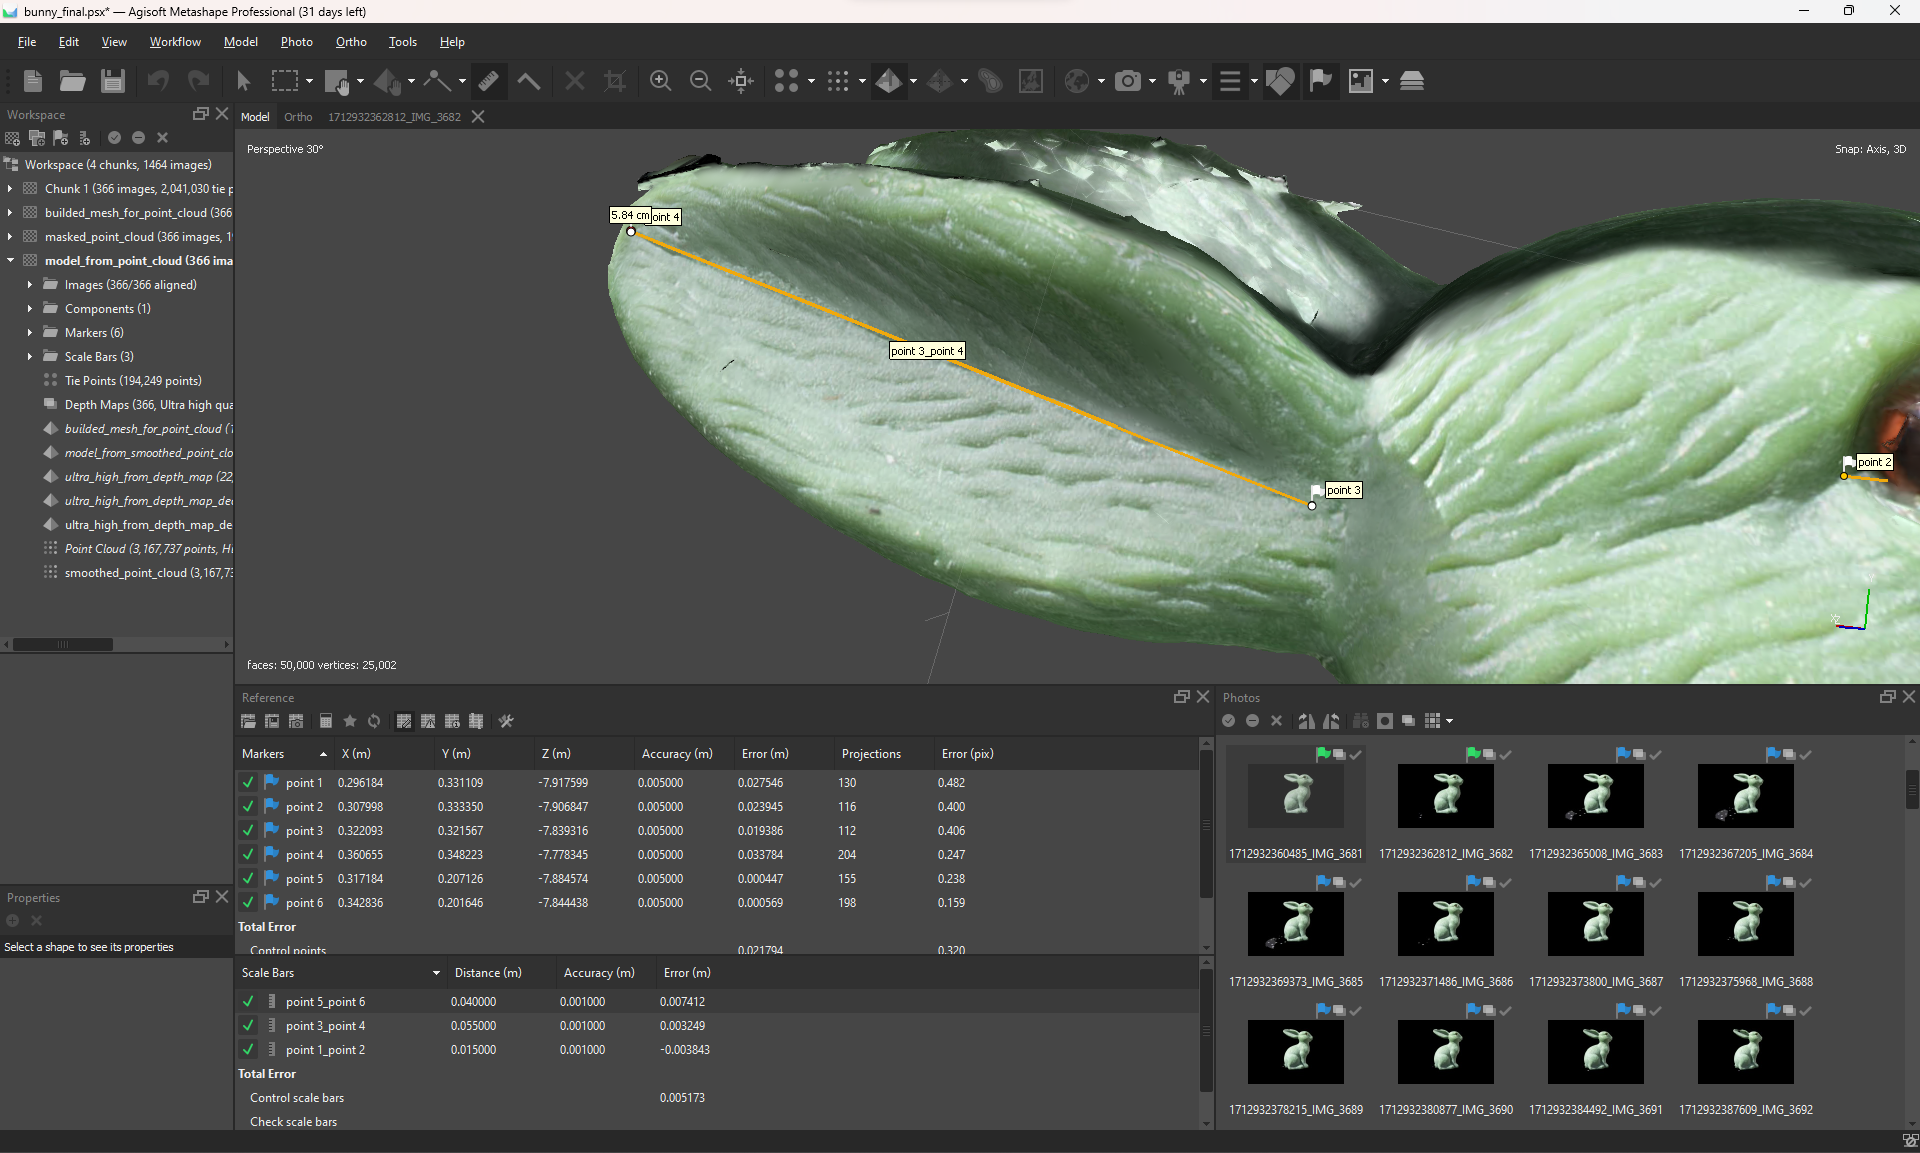 bunny_final.psx* — Agisoft Metashape Professional (31 days left)
File Edit View Workflow Model Photo Ortho Tools Help
Workspace
Workspace (4 chunks, 1464 images)
Chunk 1 (366 images, 2,041,030 tie p
builded_mesh_for_point_cloud (366
masked_point_cloud (366 images, 19
model_from_point_cloud (366 ima
Images (366/366 aligned)
Components (1)
Markers (6)
Scale Bars (3)
Tie Points (194,249 points)
Depth Maps (366, Ultra high qua
builded_mesh_for_point_cloud (
model_from_smoothed_point_clo
ultra_high_from_depth_map (22,
ultra_high_from_depth_map_de
ultra_high_from_depth_map_de
Point Cloud (3,167,737 points, Hi
smoothed_point_cloud (3,167,73
Properties
Select a shape to see its properties
Model Ortho 1712932362812_IMG_3682
Perspective 30°
Snap: Axis, 3D
5.84 cm
oint 4
point 3_point 4
point 3
point 2
faces: 50,000 vertices: 25,002
Reference
Markers X (m) Y (m) Z (m) Accuracy (m) Error (m) Projections Error (pix)
point 1 0.296184 0.331109 -7.917599 0.005000 0.027546 130 0.482
point 2 0.307998 0.333350 -7.906847 0.005000 0.023945 116 0.400
point 3 0.322093 0.321567 -7.839316 0.005000 0.019386 112 0.406
point 4 0.360655 0.348223 -7.778345 0.005000 0.033784 204 0.247
point 5 0.317184 0.207126 -7.884574 0.005000 0.000447 155 0.238
point 6 0.342836 0.201646 -7.844438 0.005000 0.000569 198 0.159
Total Error
Control points 0.021794 0.320
Scale Bars Distance (m) Accuracy (m) Error (m)
point 5_point 6 0.040000 0.001000 0.007412
point 3_point 4 0.055000 0.001000 0.003249
point 1_point 2 0.015000 0.001000 -0.003843
Total Error
Control scale bars 0.005173
Check scale bars
Photos
1712932360485_IMG_3681 1712932362812_IMG_3682 1712932365008_IMG_3683 1712932367205_IMG_3684
1712932369373_IMG_3685 1712932371486_IMG_3686 1712932373800_IMG_3687 1712932375968_IMG_3688
1712932378215_IMG_3689 1712932380877_IMG_3690 1712932384492_IMG_3691 1712932387609_IMG_3692